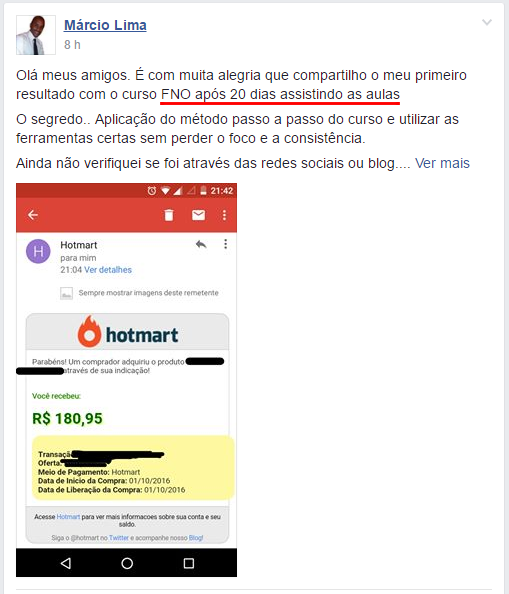 Márcio Lima
8 h
Olá meus amigos. É com muita alegria que compartilho o meu primeiro
resultado com o curso FNO após 20 dias assistindo as aulas
O segredo.. Aplicação do método passo a passo do curso e utilizar as
ferramentas certas sem perder o foco e a consistência.
Ainda não verifiquei se foi através das redes sociais ou blog.... Ver mais
21:42
H
Hotmart
para mim
21:04 Ver detalhes
Sempre mostrar imagens deste remetente
hotmart
Parabéns! Um comprador adquiriu o produto
através de sua indicação!
Você recebeu:
R$ 180,95
Transação
Oferta:
Meio de Pagamento: Hotmart
Data de Inicio da Compra: 01/10/2016
Data de Liberação da Compra: 01/10/2016
Acesse Hotmart para ver mais informacoes sobre sua conta e seu
saldo.
Siga o @hotmart no Twitter e acompanhe nosso Blog!